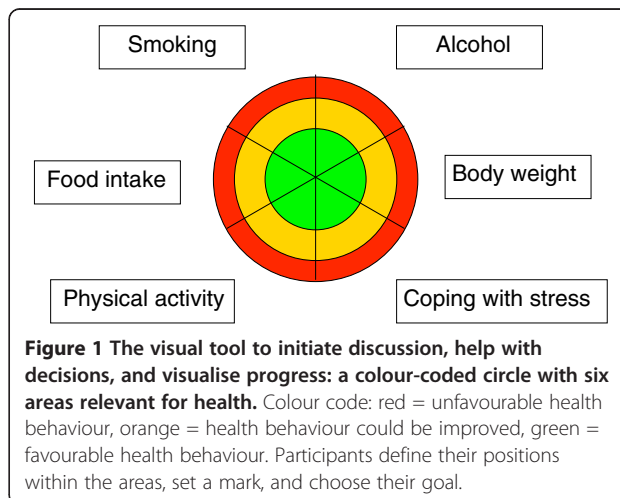 Smoking
Alcohol
Food intake
Body weight
Physical activity
Coping with stress
Figure 1 The visual tool to initiate discussion, help with
decisions, and visualise progress: a colour-coded circle with six
areas relevant for health. Colour code: red = unfavourable health
behaviour, orange = health behaviour could be improved, green =
favourable health behaviour. Participants define their positions
within the areas, set a mark, and choose their goal.